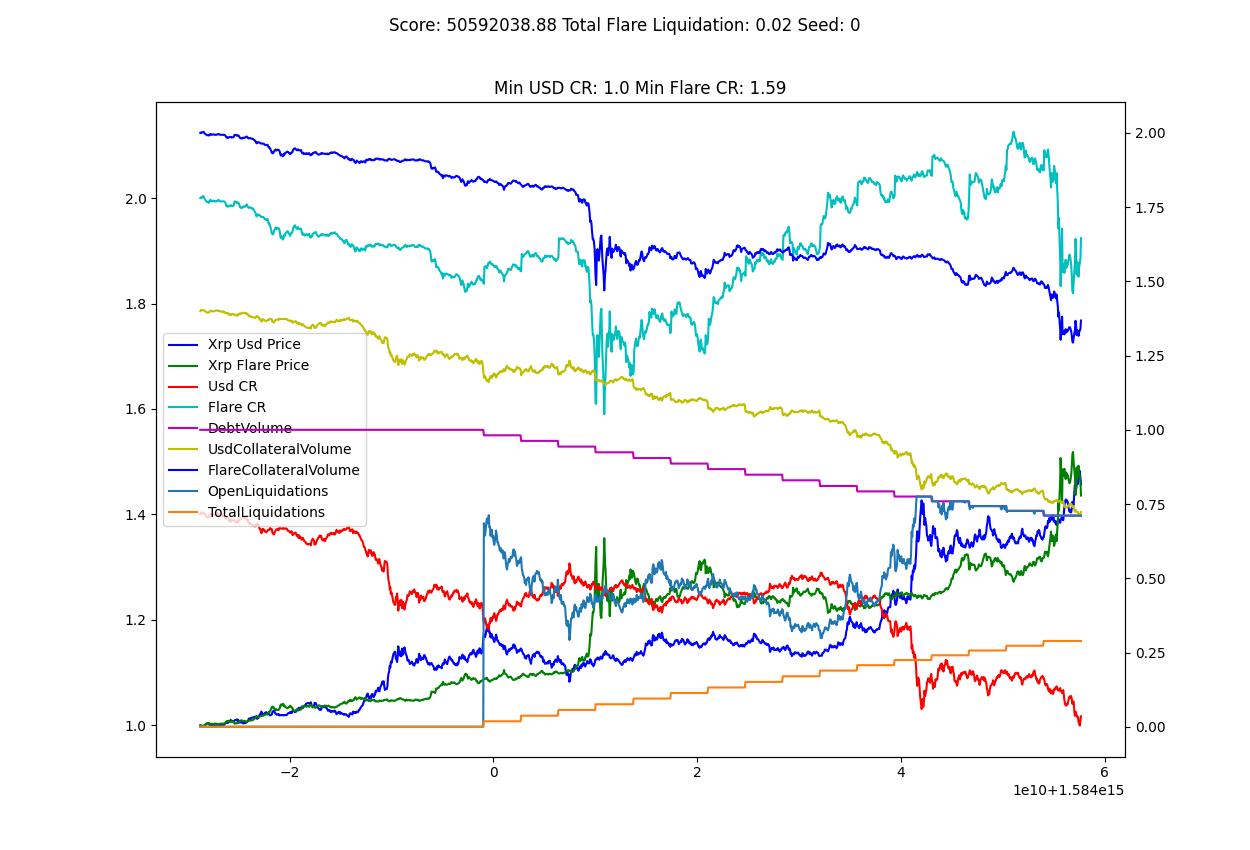 Score: 50592038.88 Total Flare Liquidation: 0.02 Seed: 0
Min USD CR: 1.0 Min Flare CR: 1.59
2.0
1.8
1.6
1.4
1.2
1.0
2.00
1.75
1.50
1.25
1.00
0.75
0.50
0.25
0.00
Xrp Usd Price
Xrp Flare Price
Usd CR
Flare CR
DebtVolume
UsdCollateralVolume
FlareCollateralVolume
OpenLiquidations
TotalLiquidations
−2 0 2 4 6
1e10+1.584e15